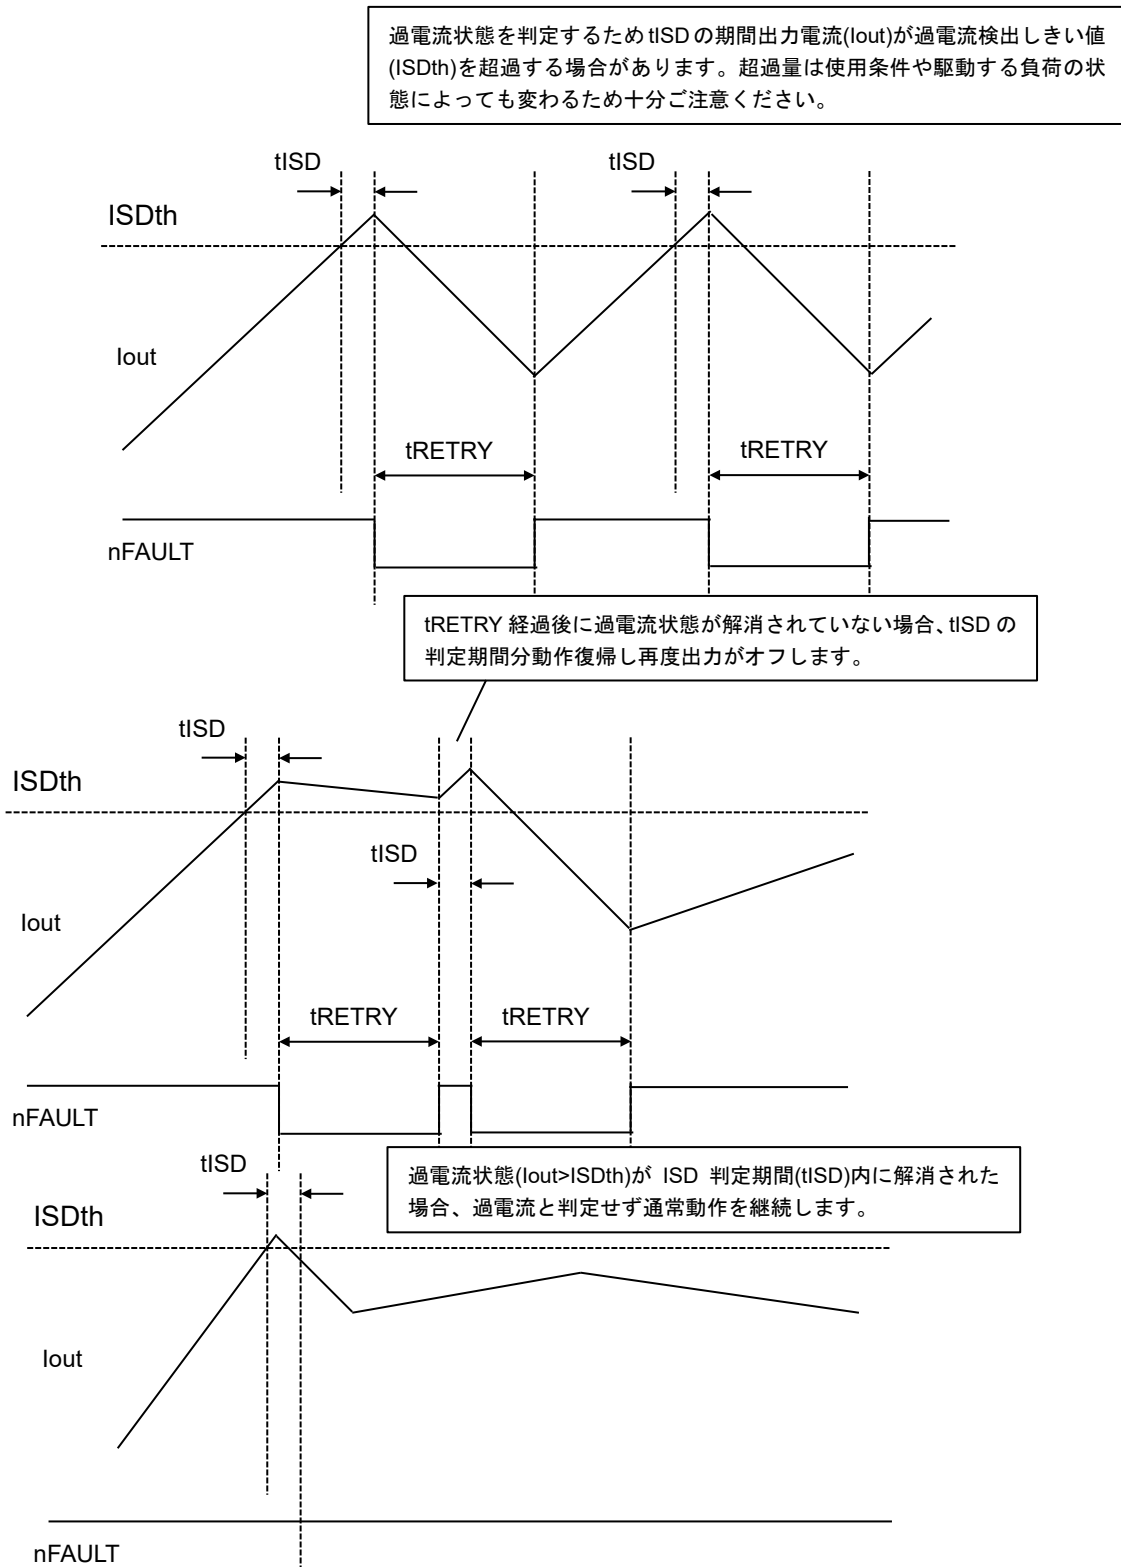 過電流状態を判定するため tISD の期間出力電流(Iout)が過電流検出しきい値
(ISDth)を超過する場合があります。超過量は使用条件や駆動する負荷の状
態によっても変わるため十分ご注意ください。
tISD
tISD
ISDth
Iout
tRETRY
tRETRY
nFAULT
tRETRY 経過後に過電流状態が解消されていない場合、tISD の
判定期間分動作復帰し再度出力がオフします。
tISD
ISDth
tISD
Iout
tRETRY
tRETRY
nFAULT
過電流状態(Iout>ISDth)が ISD 判定期間(tISD)内に解消された
場合、過電流と判定せず通常動作を継続します。
tISD
ISDth
Iout
nFAULT